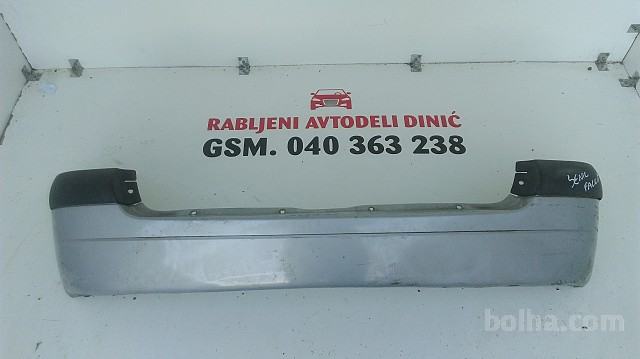 RABLJENI AVTODELI DINIĆ
GSM. 040 363 238
bolha.com